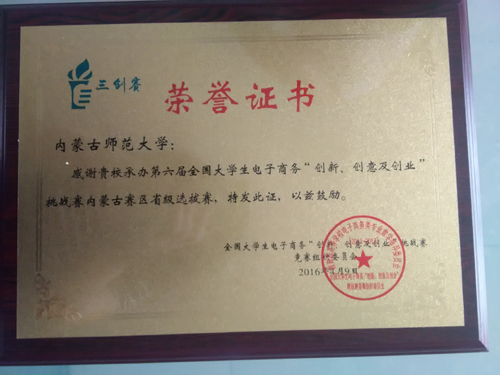 三创赛
荣誉证书
内蒙古师范大学：
感谢贵校承办第六届全国大学生电子商务“创新、创意及创业”
挑战赛内蒙古赛区省级选拔赛，特发此证，以兹鼓励。
全国大学生电子商务“创新、创意及创业”挑战赛
竞赛组织委员会
2016年 月9日